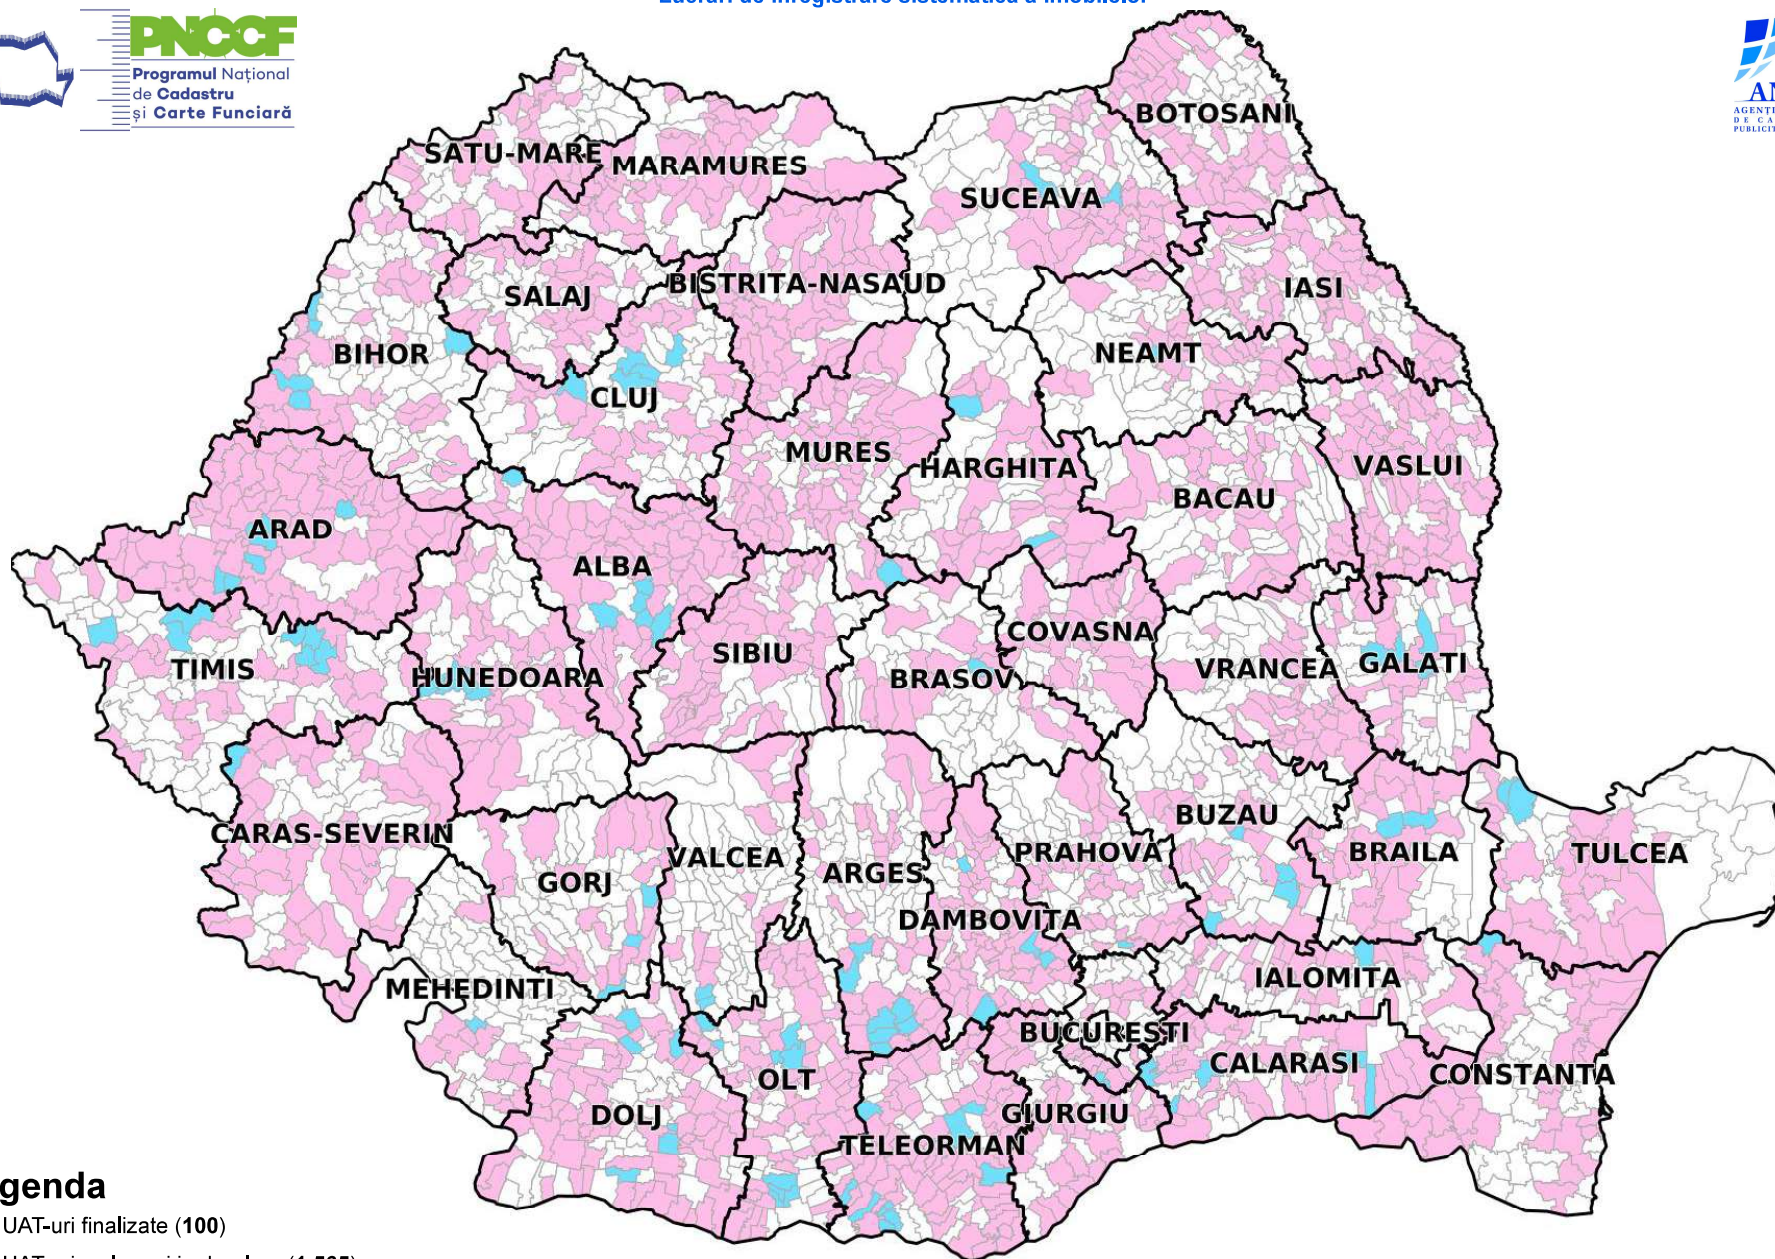 PNCCF
Programul Național
de Cadastru
și Carte Funciară
BOTOSANI
SATU-MARE
MARAMURES
SUCEAVA
SALAJ
BISTRITA-NASAUD
IASI
BIHOR
CLUJ
NEAMT
MURES
HARGHITA
VASLUI
BACAU
ARAD
ALBA
TIMIS
HUNEDOARA
SIBIU
BRASOV
COVASNA
VRANCEA
GALATI
CARAS-SEVERIN
GORJ
VALCEA
ARGES
PRAHOVA
BUZAU
BRAILA
TULCEA
DAMBOVITA
MEHEDINTI
IALOMITA
BUCURESTI
CALARASI
CONSTANTA
OLT
DOLJ
GIURGIU
TELEORMAN
genda
UAT-uri finalizate (100)